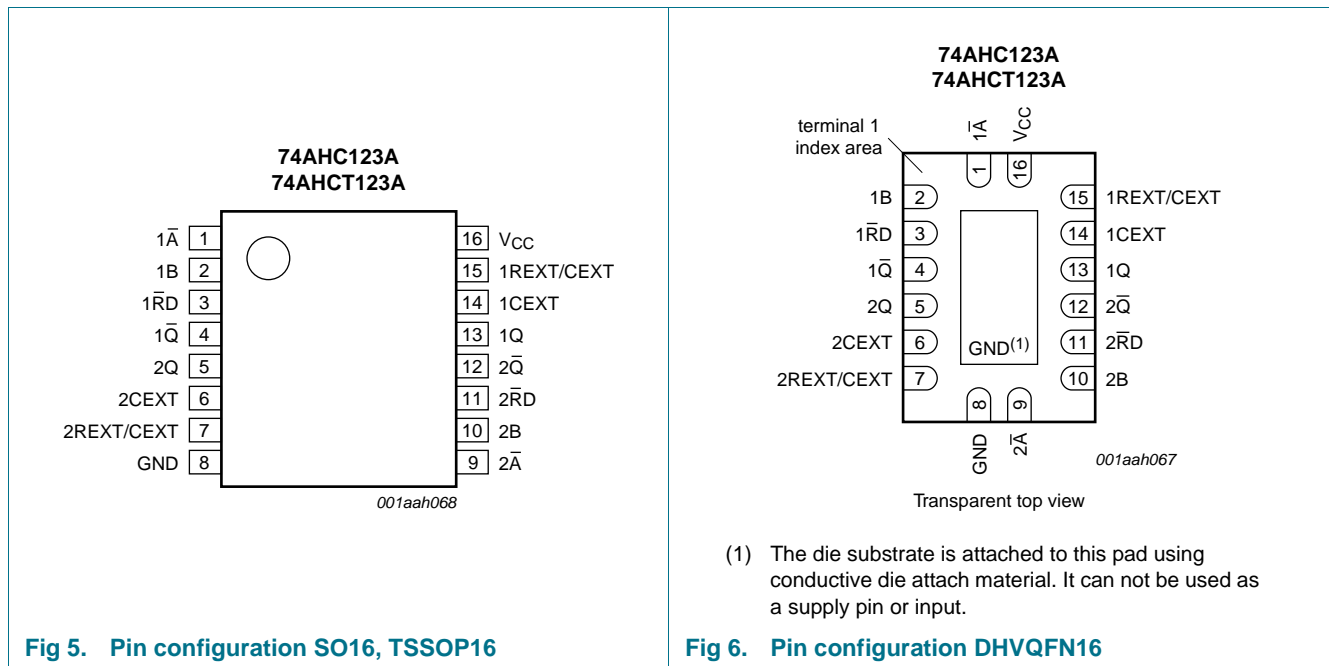 74AHC123A
74AHCT123A
1A̅ 1
1B 2
1R̅D 3
1Q̅ 4
2Q 5
2CEXT 6
2REXT/CEXT 7
GND 8
16 VCC
15 1REXT/CEXT
14 1CEXT
13 1Q
12 2Q̅
11 2R̅D
10 2B
9 2A̅
001aah068
Fig 5. Pin configuration SO16, TSSOP16
74AHC123A
74AHCT123A
terminal 1
index area
1A̅
VCC
1
16
1B 2
1R̅D 3
1Q̅ 4
2Q 5
2CEXT 6
2REXT/CEXT 7
15 1REXT/CEXT
14 1CEXT
13 1Q
12 2Q̅
11 2R̅D
10 2B
GND(1)
8
9
GND
2A̅
001aah067
Transparent top view
(1) The die substrate is attached to this pad using
conductive die attach material. It can not be used as
a supply pin or input.
Fig 6. Pin configuration DHVQFN16